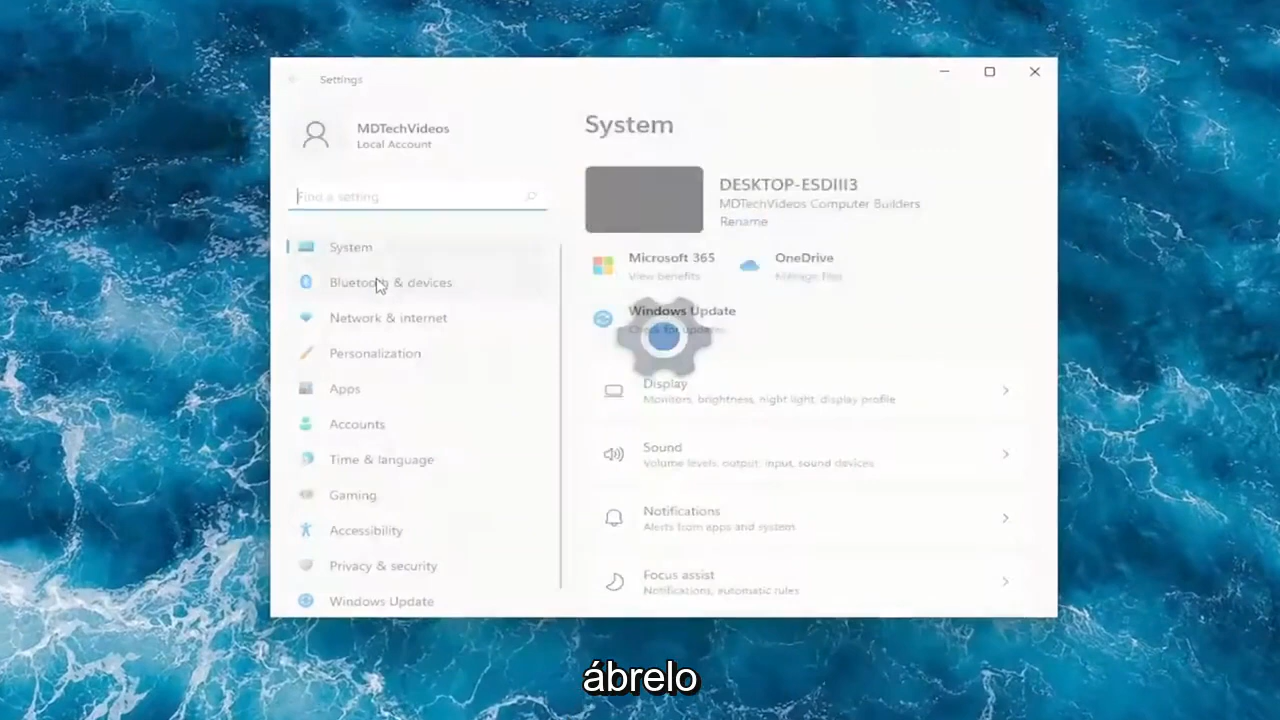 Settings
MDTechVideos
Local Account
Find a setting
System
Bluetooth & devices
Network & internet
Personalization
Apps
Accounts
Time & language
Gaming
Accessibility
Privacy & security
Windows Update
System
DESKTOP-ESDIII3
MDTechVideos Computer Builders
Rename
Microsoft 365
View benefits
OneDrive
Manage files
Windows Update
Check for updates
Display
Monitors, brightness, night light, display profile
Sound
Volume levels, output, input, sound devices
Notifications
Alerts from apps and system
Focus assist
Notifications, automatic rules
ábrelo